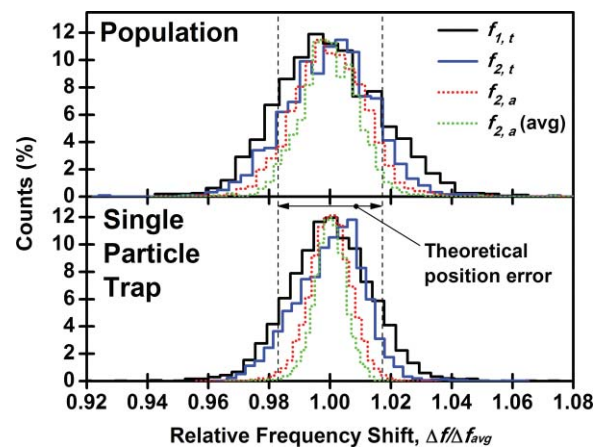 Population
f1, t
f2, t
f2, a
f2, a (avg)
12
10
8
6
4
2
0
Counts (%)
Single
Particle
Trap
Theoretical
position error
12
10
8
6
4
2
0
0.92 0.94 0.96 0.98 1.00 1.02 1.04 1.06 1.08
Relative Frequency Shift, Δf/Δfavg